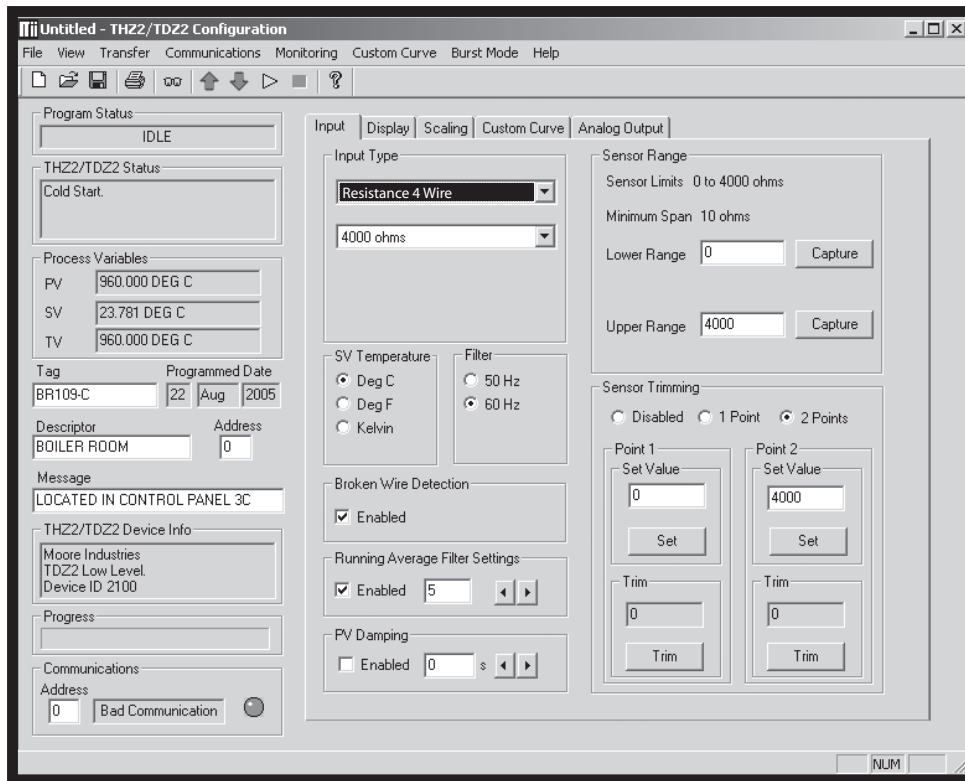 Untitled - THZ2/TDZ2 Configuration
File View Transfer Communications Monitoring Custom Curve Burst Mode Help
Program Status
IDLE
THZ2/TDZ2 Status
Cold Start.
Process Variables
PV 960.000 DEG C
SV 23.781 DEG C
TV 960.000 DEG C
Tag Programmed Date
BR109-C 22 Aug 2005
Descriptor Address
BOILER ROOM 0
Message
LOCATED IN CONTROL PANEL 3C
THZ2/TDZ2 Device Info
Moore Industries
TDZ2 Low Level.
Device ID 2100
Progress
Communications
Address
0 Bad Communication
Input Display Scaling Custom Curve Analog Output
Input Type
Resistance 4 Wire
4000 ohms
SV Temperature
Deg C
Deg F
Kelvin
Filter
50 Hz
60 Hz
Broken Wire Detection
Enabled
Running Average Filter Settings
Enabled 5
PV Damping
Enabled 0 s
Sensor Range
Sensor Limits 0 to 4000 ohms
Minimum Span 10 ohms
Lower Range 0 Capture
Upper Range 4000 Capture
Sensor Trimming
Disabled 1 Point 2 Points
Point 1
Set Value
0
Set
Trim
0
Trim
Point 2
Set Value
4000
Set
Trim
0
Trim
NUM